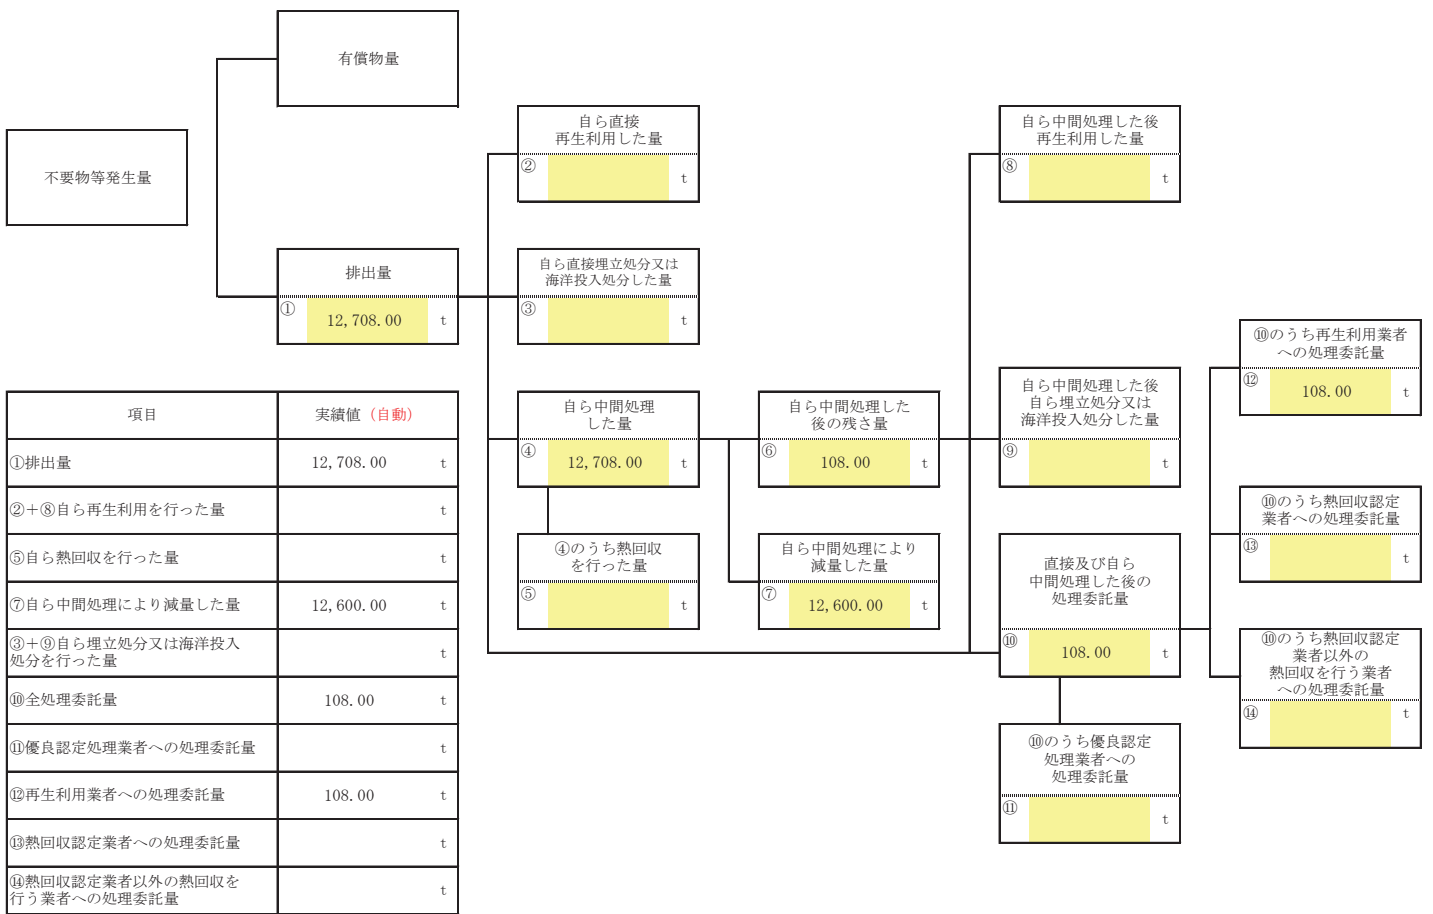 有償物量
不要物等発生量
排出量
①
12,708.00
t
自ら直接
再生利用した量
②
t
自ら直接埋立処分又は
海洋投入処分した量
③
t
自ら中間処理
した量
④
12,708.00
t
④のうち熱回収
を行った量
⑤
t
自ら中間処理した
後の残さ量
⑥
108.00
t
自ら中間処理により
減量した量
⑦
12,600.00
t
自ら中間処理した後
再生利用した量
⑧
t
自ら中間処理した後
自ら埋立処分又は
海洋投入処分した量
⑨
t
直接及び自ら
中間処理した後の
処理委託量
⑩
108.00
t
⑩のうち優良認定
処理業者への
処理委託量
⑪
t
⑩のうち再生利用業者
への処理委託量
⑫
108.00
t
⑩のうち熱回収認定
業者への処理委託量
⑬
t
⑩のうち熱回収認定
業者以外の
熱回収を行う業者
への処理委託量
⑭
t
項目 実績値（自動）
①排出量 12,708.00 t
②＋⑧自ら再生利用を行った量 t
⑤自ら熱回収を行った量 t
⑦自ら中間処理により減量した量 12,600.00 t
③＋⑨自ら埋立処分又は海洋投入
処分を行った量 t
⑩全処理委託量 108.00 t
⑪優良認定処理業者への処理委託量 t
⑫再生利用業者への処理委託量 108.00 t
⑬熱回収認定業者への処理委託量 t
⑭熱回収認定業者以外の熱回収を
行う業者への処理委託量 t